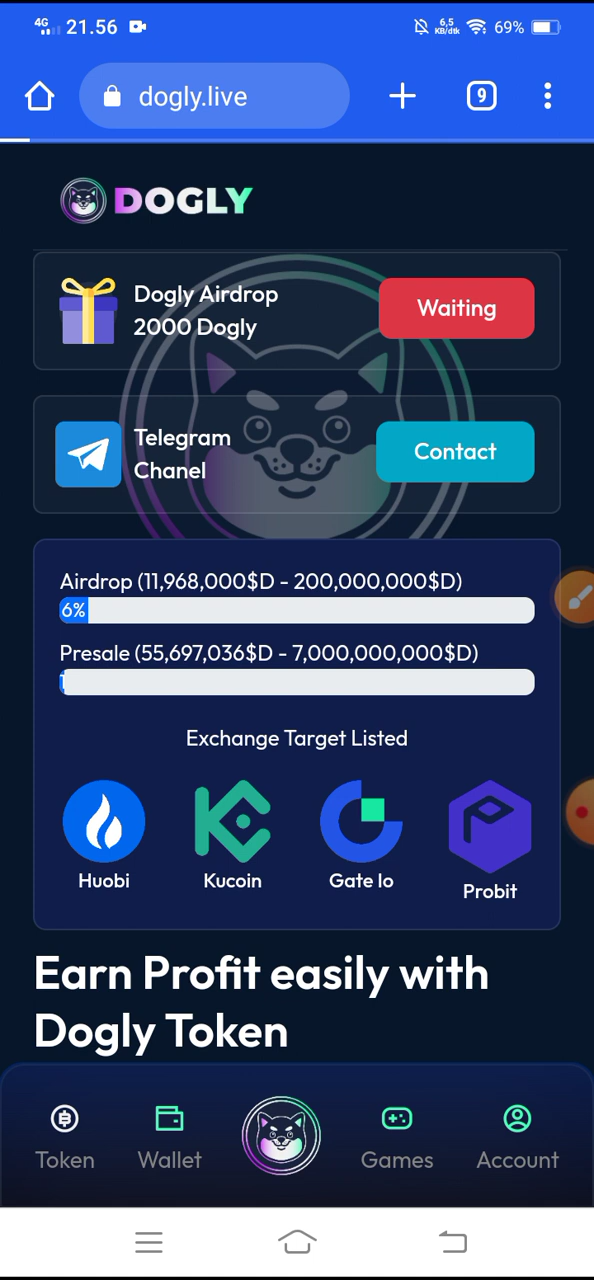 4G 21.56 6,5 KB/dtk 69%
dogly.live 9
DOGLY
Dogly Airdrop
2000 Dogly
Waiting
Telegram
Chanel
Contact
Airdrop (11,968,000$D - 200,000,000$D)
6%
Presale (55,697,036$D - 7,000,000,000$D)
Exchange Target Listed
Huobi Kucoin Gate Io Probit
Earn Profit easily with
Dogly Token
Token Wallet Games Account